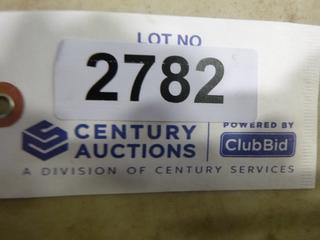 LOT NO
2782
CENTURY
AUCTIONS
POWERED BY
ClubBid
A DIVISION OF CENTURY SERVICES